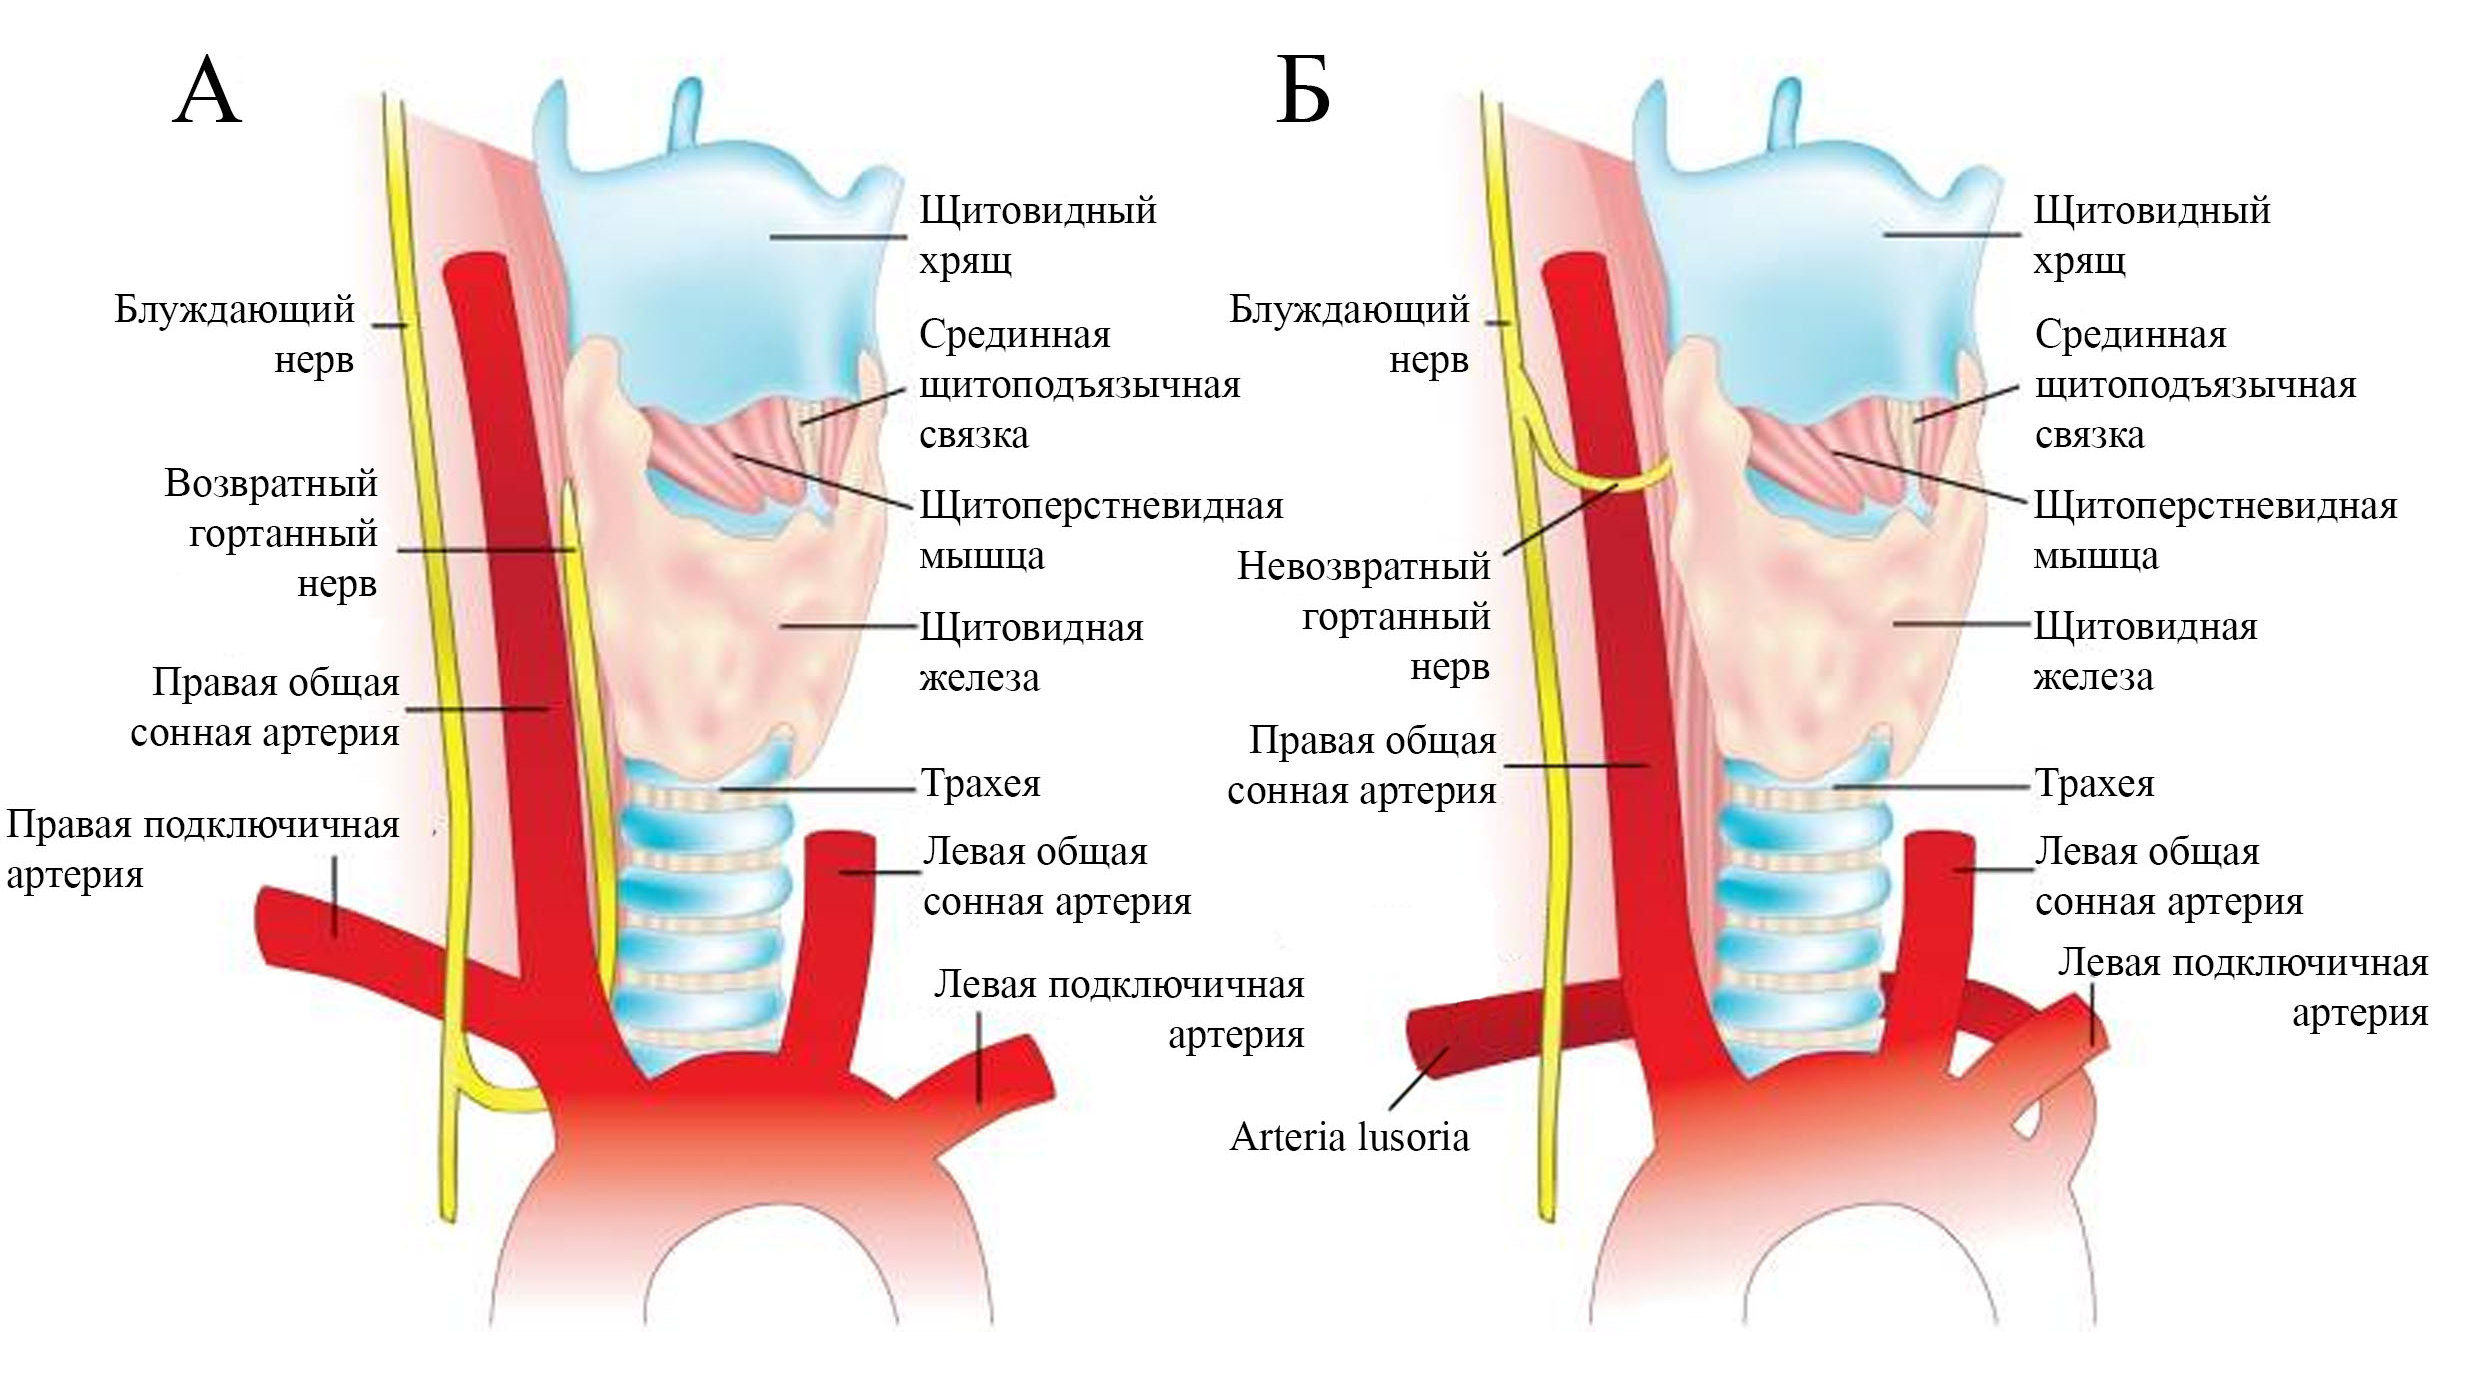 А
Щитовидный
хрящ
Блуждающий
нерв
Срединная
щитоподъязычная
связка
Возвратный
гортанный
нерв
Щитоперстневидная
мышца
Щитовидная
железа
Правая общая
сонная артерия
Трахея
Правая подключичная
артерия
Левая общая
сонная артерия
Левая подключичная
артерия
Б
Щитовидный
хрящ
Блуждающий
нерв
Срединная
щитоподъязычная
связка
Щитоперстневидная
мышца
Невозвратный
гортанный
нерв
Щитовидная
железа
Правая общая
сонная артерия
Трахея
Левая общая
сонная артерия
Левая подключичная
артерия
Arteria lusoria